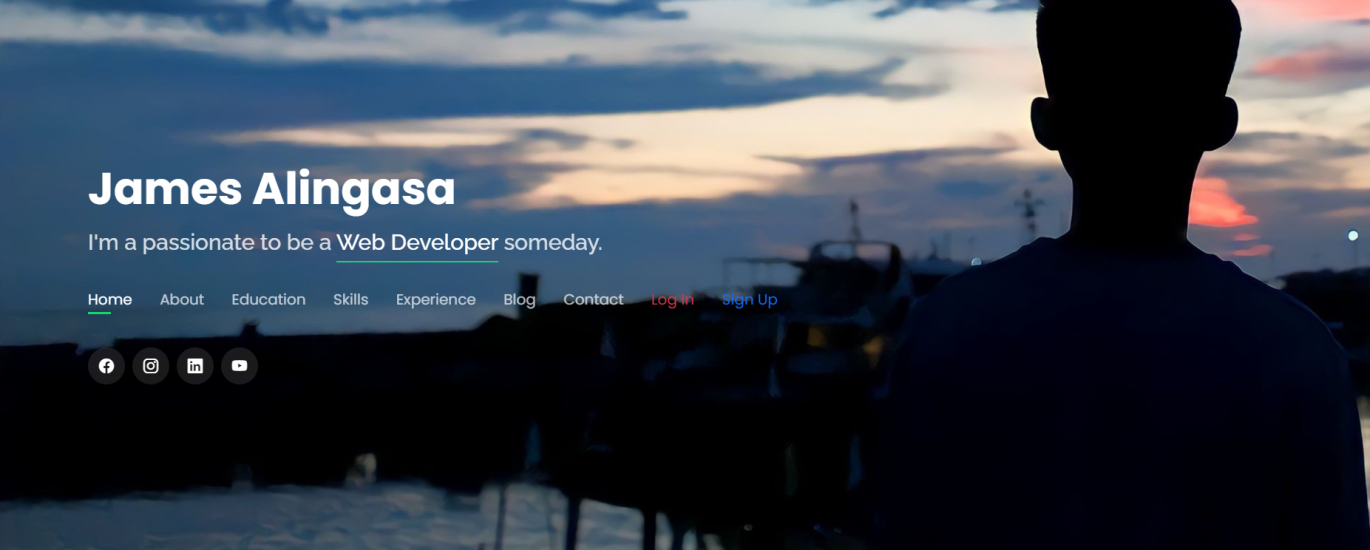 James Alingasa
I'm a passionate to be a Web Developer someday.
Home About Education Skills Experience Blog Contact Log In Sign Up